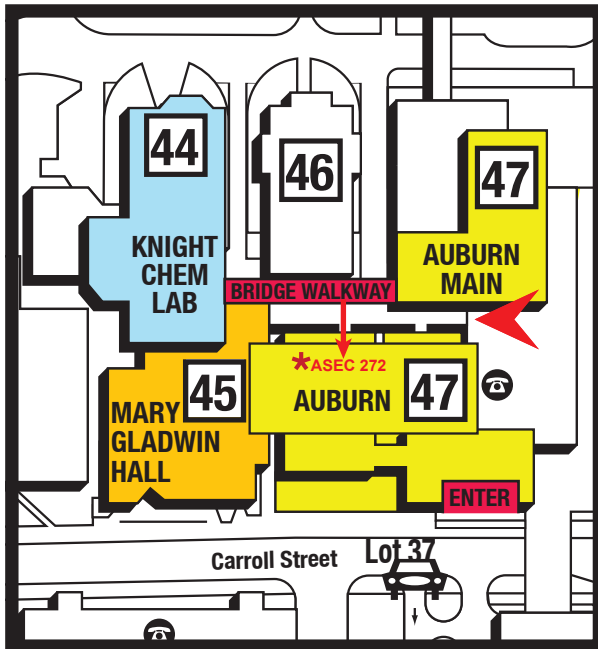 44
46
47
KNIGHT
CHEM
LAB
AUBURN
MAIN
BRIDGE WALKWAY
*ASEC 272
45
AUBURN
47
MARY
GLADWIN
HALL
ENTER
Carroll Street
Lot 37